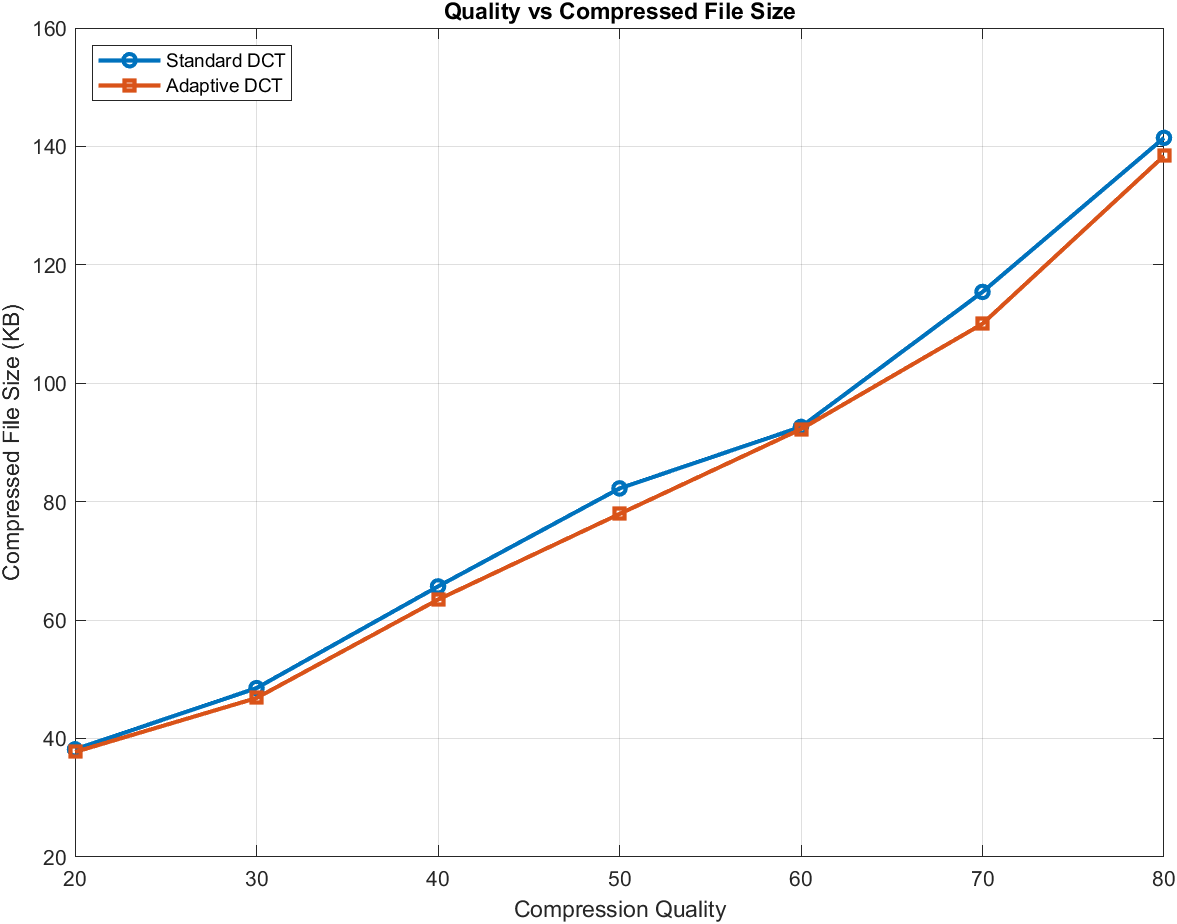 Quality vs Compressed File Size
160
Standard DCT
Adaptive DCT
140
120
100
80
60
40
20
Compressed File Size (KB)
20 30 40 50 60 70 80
Compression Quality